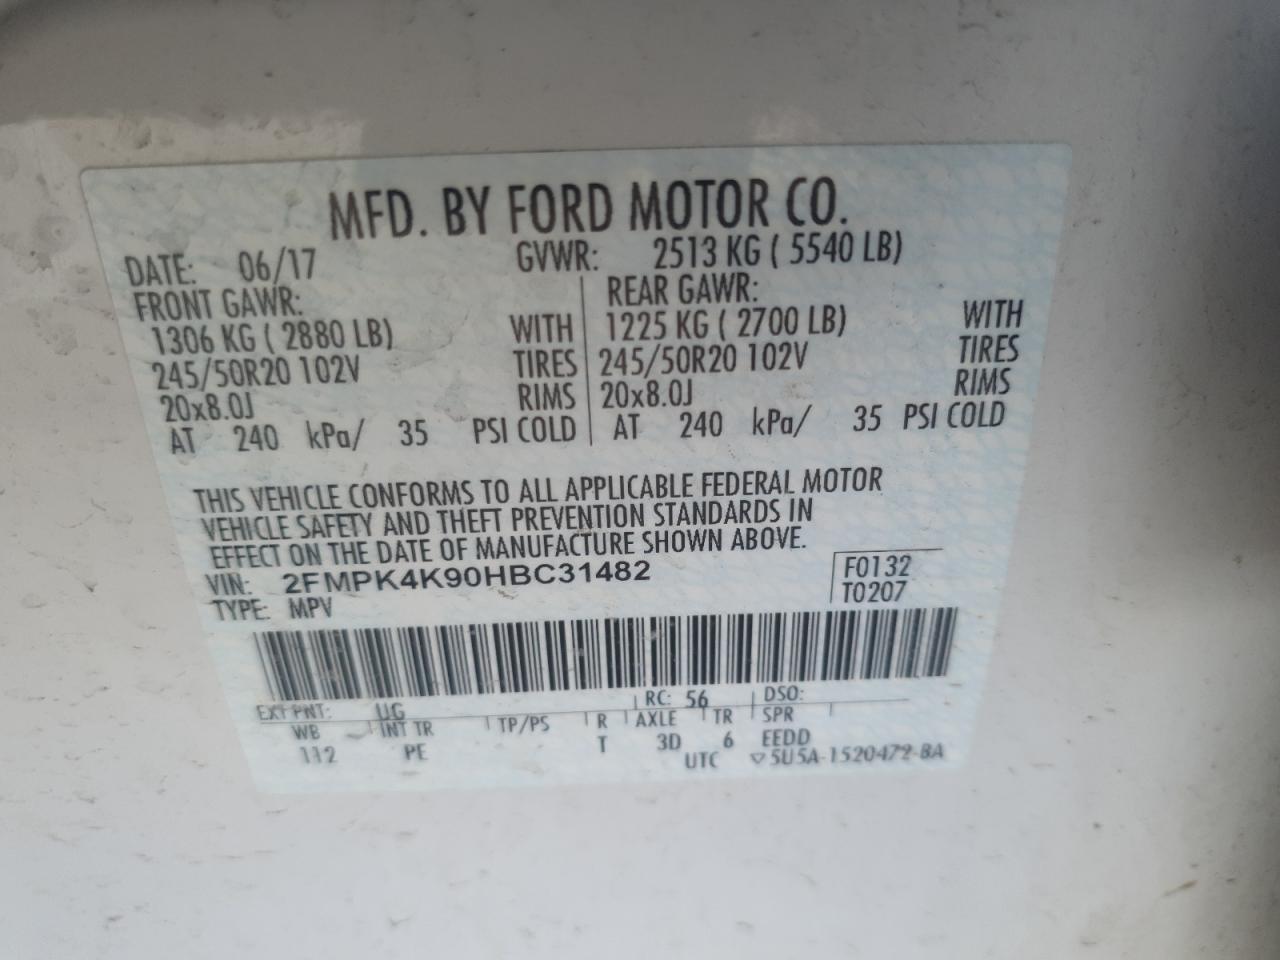 MFD. BY FORD MOTOR CO.
DATE: 06/17 GVWR: 2513 KG ( 5540 LB)
FRONT GAWR: REAR GAWR:
1306 KG ( 2880 LB) WITH 1225 KG ( 2700 LB) WITH
245/50R20 102V TIRES 245/50R20 102V TIRES
20x8.0J RIMS 20x8.0J RIMS
AT 240 kPa/ 35 PSI COLD AT 240 kPa/ 35 PSI COLD
THIS VEHICLE CONFORMS TO ALL APPLICABLE FEDERAL MOTOR
VEHICLE SAFETY AND THEFT PREVENTION STANDARDS IN
EFFECT ON THE DATE OF MANUFACTURE SHOWN ABOVE.
VIN: 2FMPK4K90HBC31482 F0132
TYPE: MPV T0207
EXT PNT: UG RC: 56 DSO:
WB INT TR TP/PS R AXLE TR SPR
112 PE T 3D 6 EEDD
UTC ▽5U5A-1520472-BA